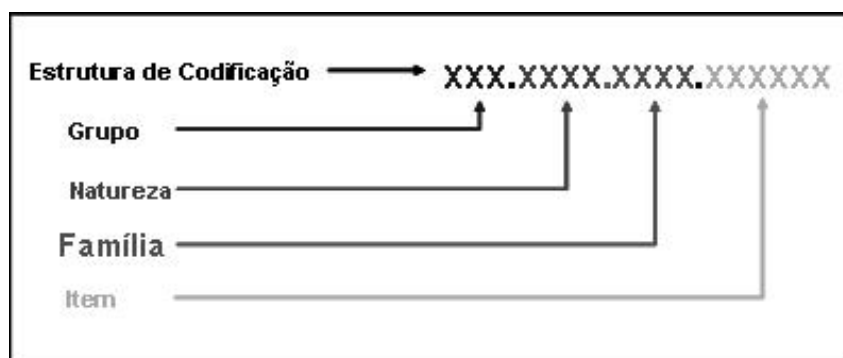 Estrutura de Codificação XXX.XXXX.XXXX.XXXXXX
Grupo
Natureza
Família
Item